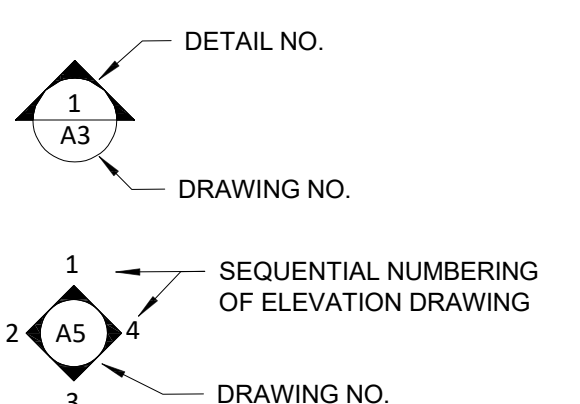 DETAIL NO.
1
A3
DRAWING NO.
1
SEQUENTIAL NUMBERING
OF ELEVATION DRAWING
2 A5 4
DRAWING NO.
3